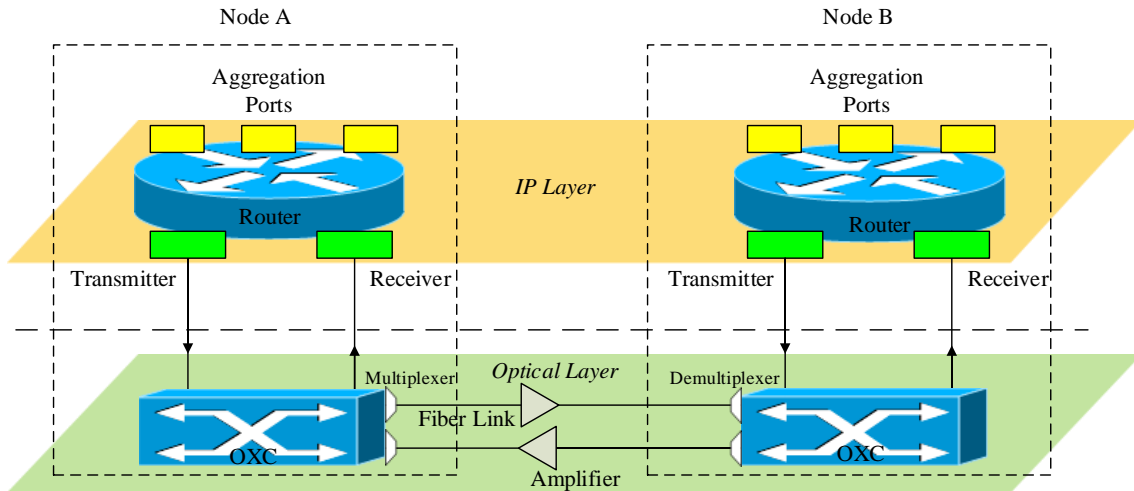 Node A
Node B
Aggregation
Ports
Aggregation
Ports
IP Layer
Router
Router
Transmitter
Receiver
Transmitter
Receiver
Multiplexer
Optical Layer
Demultiplexer
Fiber Link
OXC
OXC
Amplifier